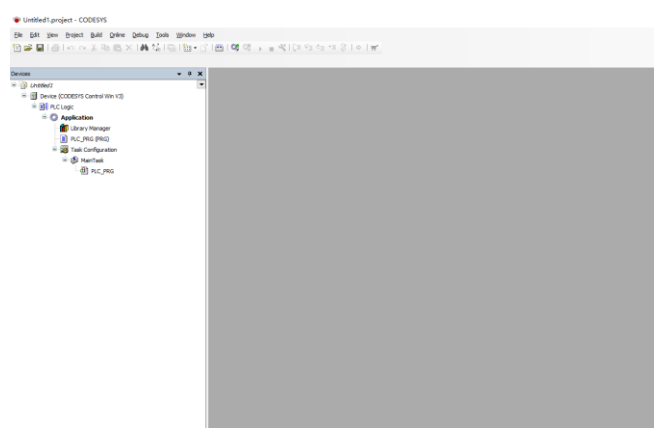 Untitled1.project - CODESYS
File Edit View Project Build Online Debug Tools Window Help
Devices
Untitled1
Device (CODESYS Control Win V3)
PLC Logic
Application
Library Manager
PLC_PRG (PRG)
Task Configuration
MainTask
PLC_PRG